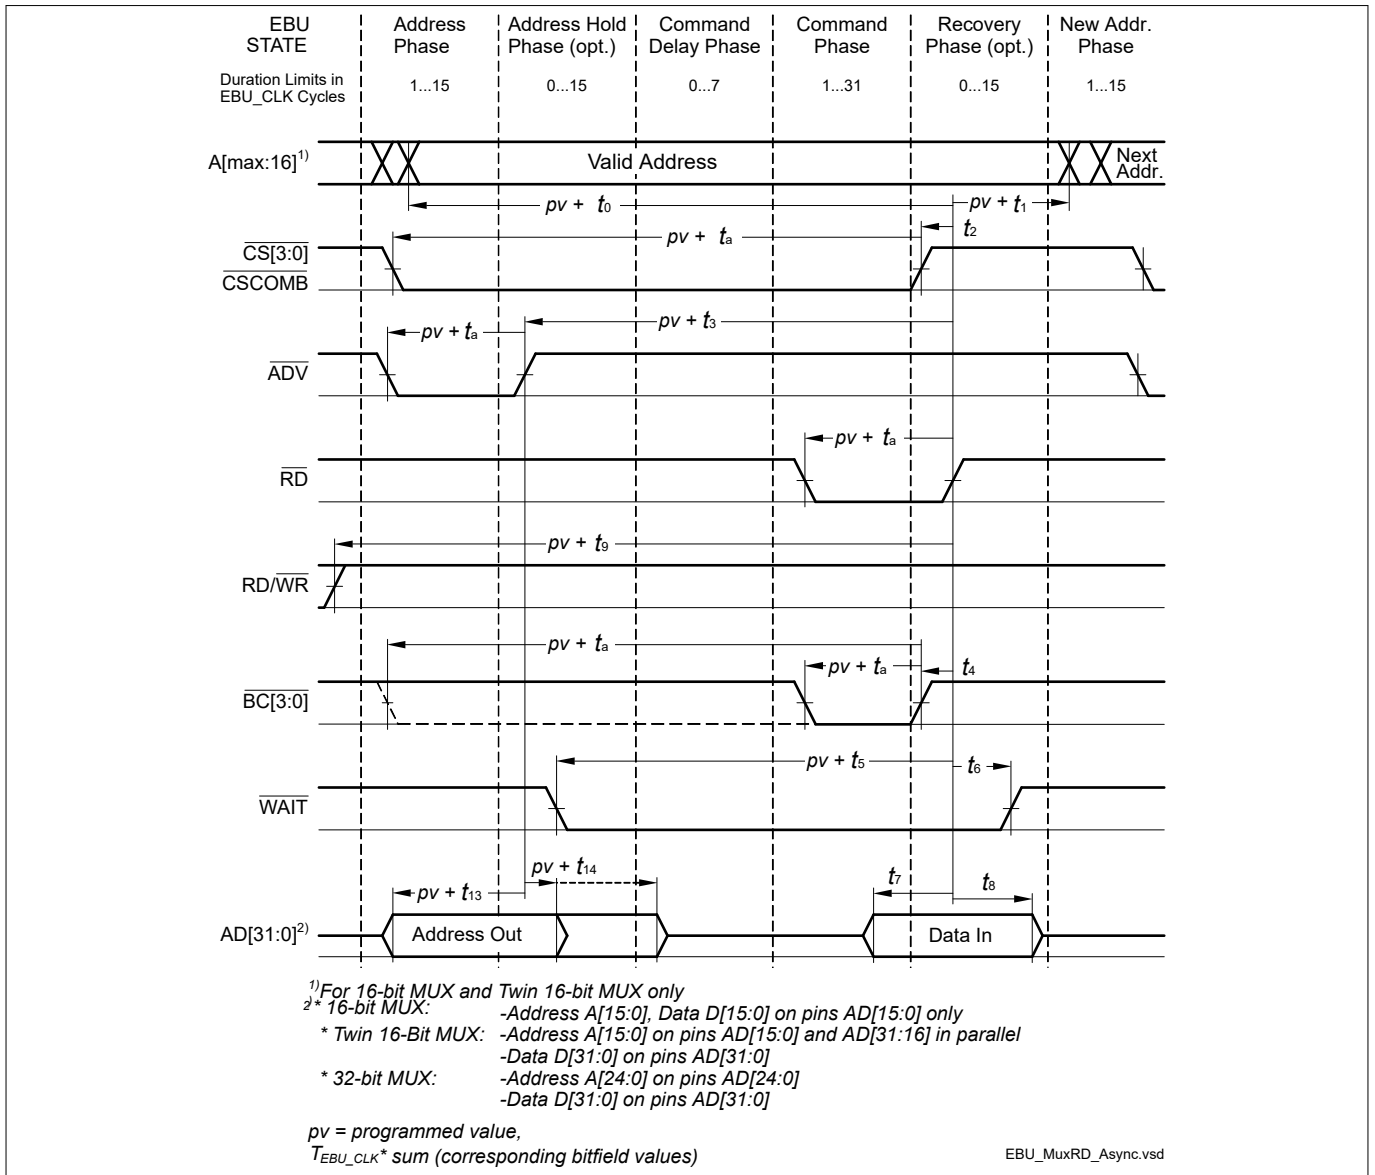 EBU STATE
Address Phase
Address Hold Phase (opt.)
Command Delay Phase
Command Phase
Recovery Phase (opt.)
New Addr. Phase
Duration Limits in EBU_CLK Cycles
1...15
0...15
0...7
1...31
0...15
1...15
A[max:16]1)
Valid Address
Next Addr.
pv + t0
pv + t1
pv + ta
t2
CS[3:0]
CSCOMB
pv + ta
pv + t3
ADV
pv + ta
RD
pv + t9
RD/WR
pv + ta
pv + ta
t4
BC[3:0]
pv + t5
t6
WAIT
pv + t13
pv + t14
t7
t8
AD[31:0]2)
Address Out
Data In
1)For 16-bit MUX and Twin 16-bit MUX only
2)* 16-bit MUX: -Address A[15:0], Data D[15:0] on pins AD[15:0] only
* Twin 16-Bit MUX: -Address A[15:0] on pins AD[15:0] and AD[31:16] in parallel
-Data D[31:0] on pins AD[31:0]
* 32-bit MUX: -Address A[24:0] on pins AD[24:0]
-Data D[31:0] on pins AD[31:0]
pv = programmed value,
TEBU_CLK* sum (corresponding bitfield values)
EBU_MuxRD_Async.vsd